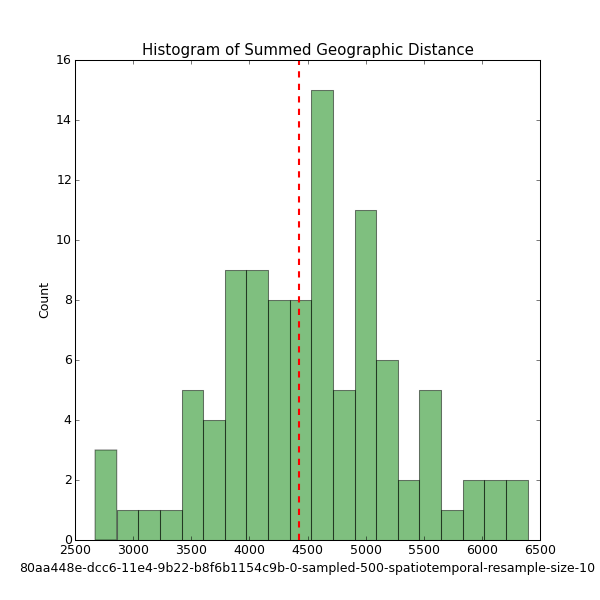 Histogram of Summed Geographic Distance
16
14
12
10
8
6
4
2
0
Count
2500 3000 3500 4000 4500 5000 5500 6000 6500
80aa448e-dcc6-11e4-9b22-b8f6b1154c9b-0-sampled-500-spatiotemporal-resample-size-10